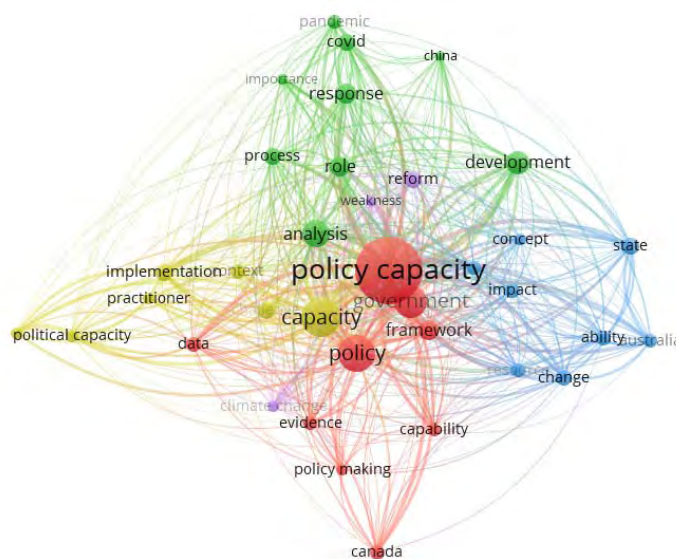 pandemic
covid
china
importance
response
process
role
development
reform
weakness
analysis
concept
state
policy capacity
implementation
context
practitioner
government
impact
political capacity
capacity
framework
data
policy
ability
australia
change
climate change
evidence
capability
policy making
canada